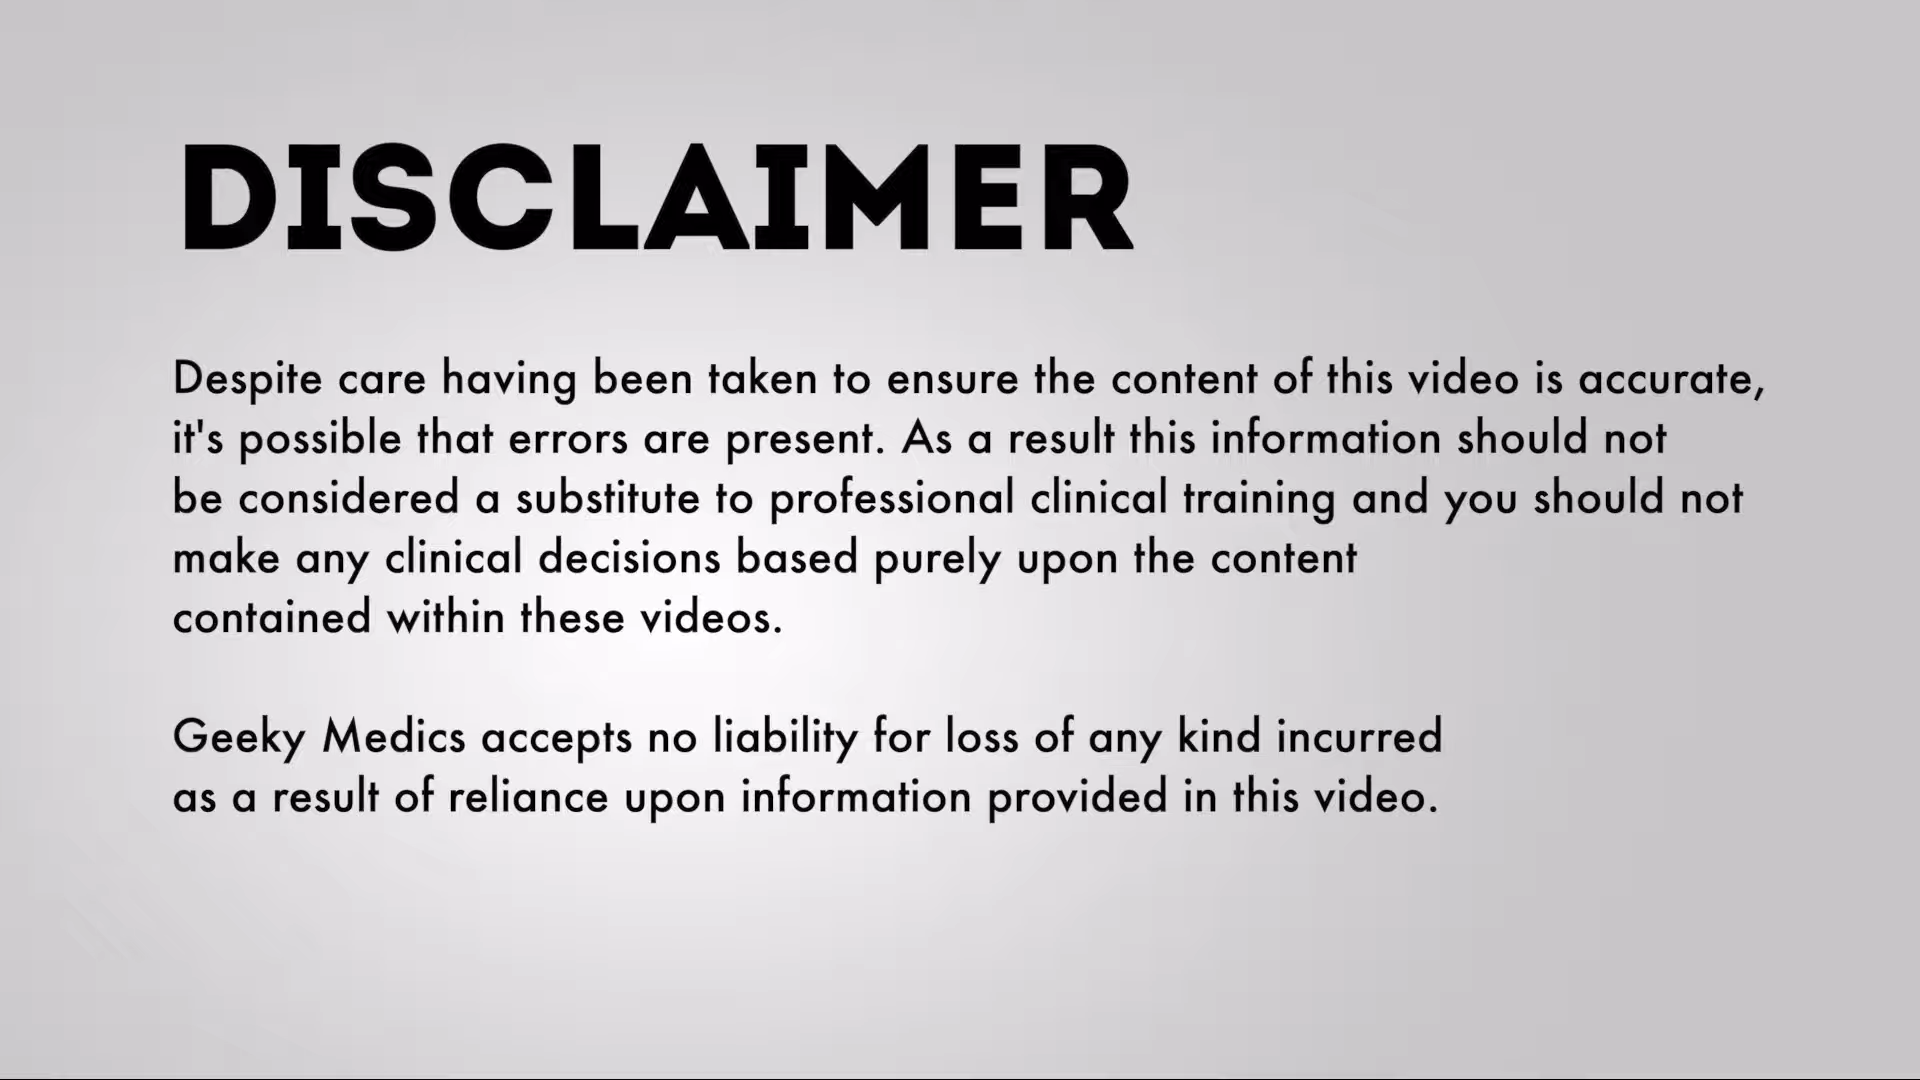 DISCLAIMER
Despite care having been taken to ensure the content of this video is accurate,
it's possible that errors are present. As a result this information should not
be considered a substitute to professional clinical training and you should not
make any clinical decisions based purely upon the content
contained within these videos.
Geeky Medics accepts no liability for loss of any kind incurred
as a result of reliance upon information provided in this video.